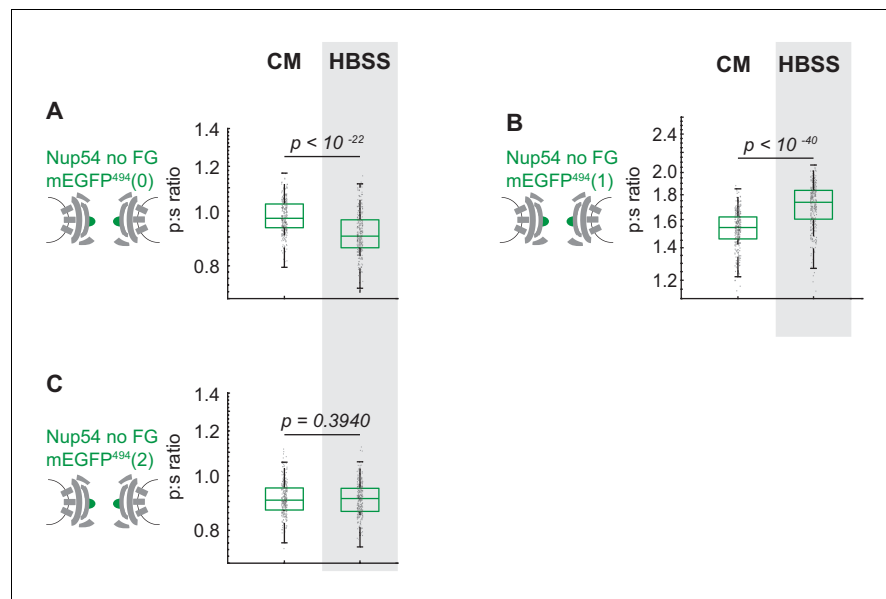 CM HBSS
A
Nup54 no FG
mEGFP⁴⁹⁴(0)
p:s ratio
1.4
1.2
1.0
0.8
p < 10 ⁻²²
CM HBSS
B
Nup54 no FG
mEGFP⁴⁹⁴(1)
p:s ratio
2.4
2.0
1.8
1.6
1.4
1.2
p < 10 ⁻⁴⁰
C
Nup54 no FG
mEGFP⁴⁹⁴(2)
p:s ratio
1.4
1.2
1.0
0.8
p = 0.3940